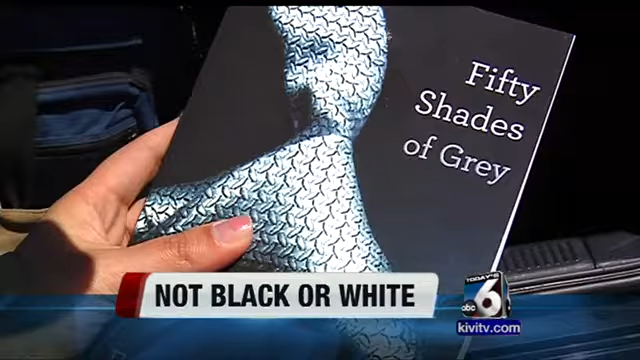 Fifty
Shades
of Grey
NOT BLACK OR WHITE
TODAY'S
abc 6
kivitv.com